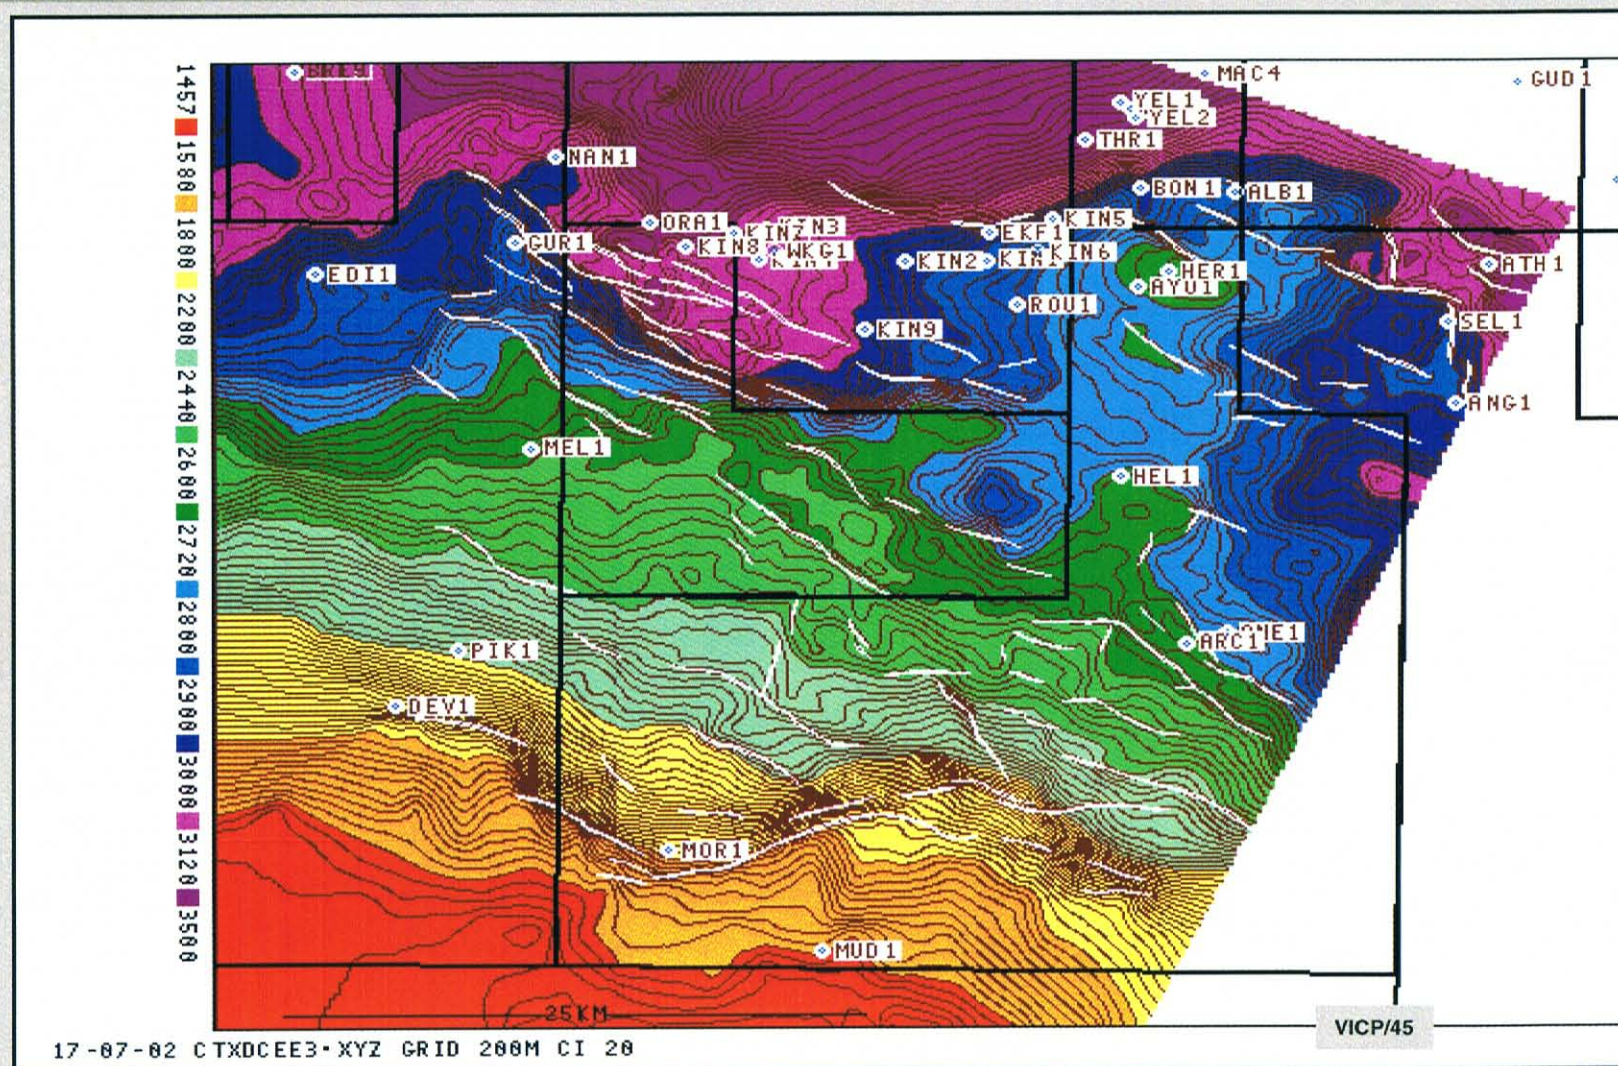 1457
1580
1800
2200
2440
2600
2720
2800
2900
3000
3120
3500
MAC4
GUD1
YEL1
YEL2
THR1
NAN1
BON1
ALB1
ORA1
KIN5
EKF1
KIN8
WKG1
GUR1
KIN2
KIN6
HER1
ATH1
EDI1
AYU1
ROU1
SEL1
KIN9
ANG1
MEL1
HEL1
ARC1
PIK1
DEV1
MOR1
MUD1
25KM
VICP/45
17-07-02 CTXDCEE3.XYZ GRID 200M CI 20